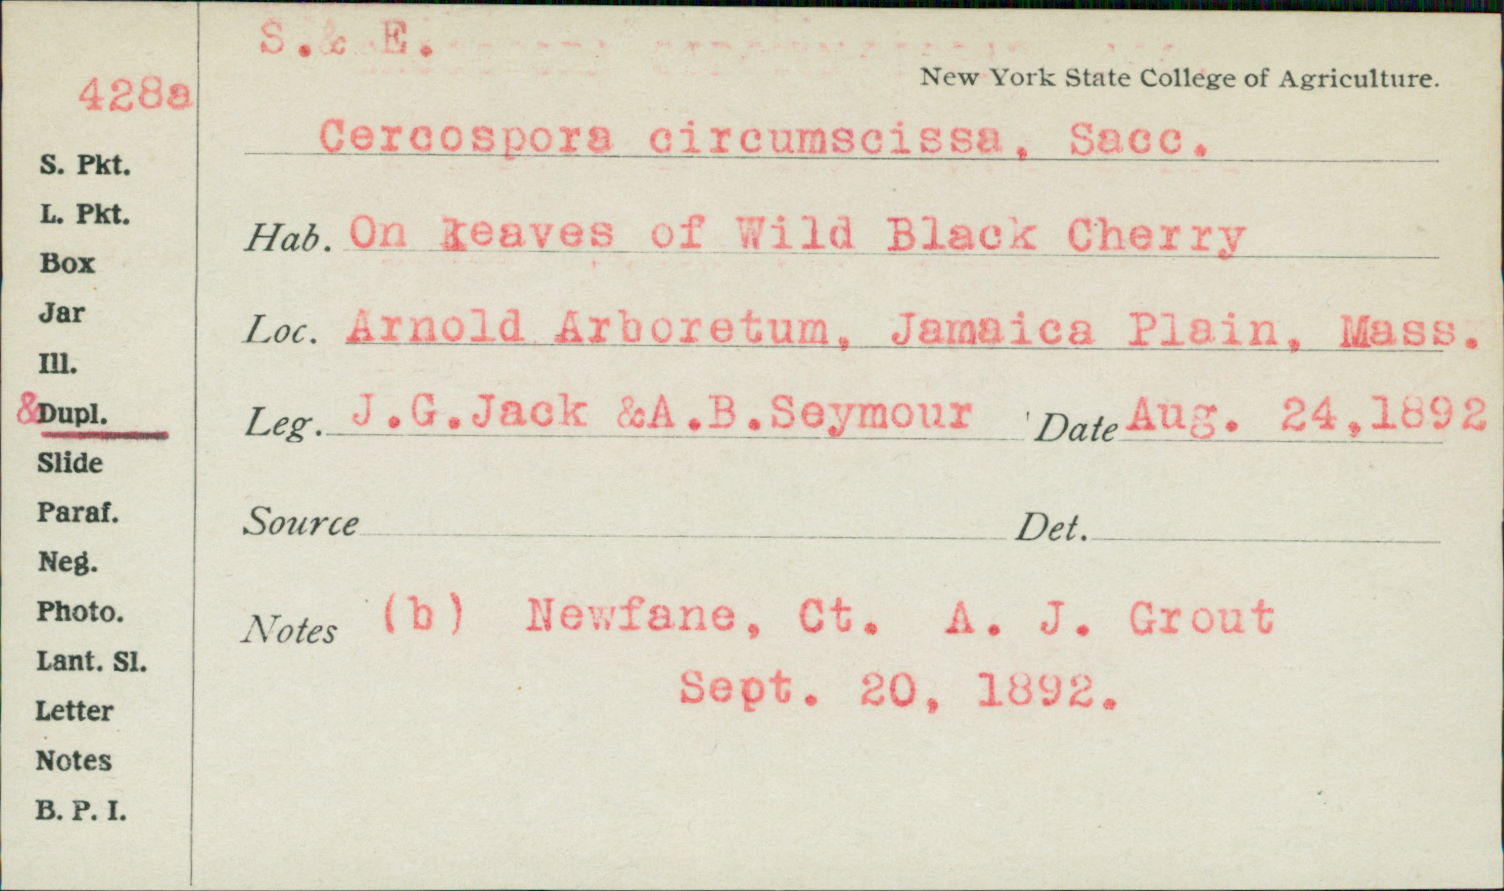 S. & E.
New York State College of Agriculture.
428a
Cercospora circumscissa, Sacc.
S. Pkt.
L. Pkt.
Box
Jar
Ill.
& Dupl.
Slide
Paraf.
Neg.
Photo.
Lant. Sl.
Letter
Notes
B. P. I.
Hab. On leaves of Wild Black Cherry
Loc. Arnold Arboretum, Jamaica Plain, Mass.
Leg. J.G.Jack &A.B.Seymour Date Aug. 24,1892
Source Det.
Notes (b) Newfane, Ct. A. J. Grout
Sept. 20, 1892.